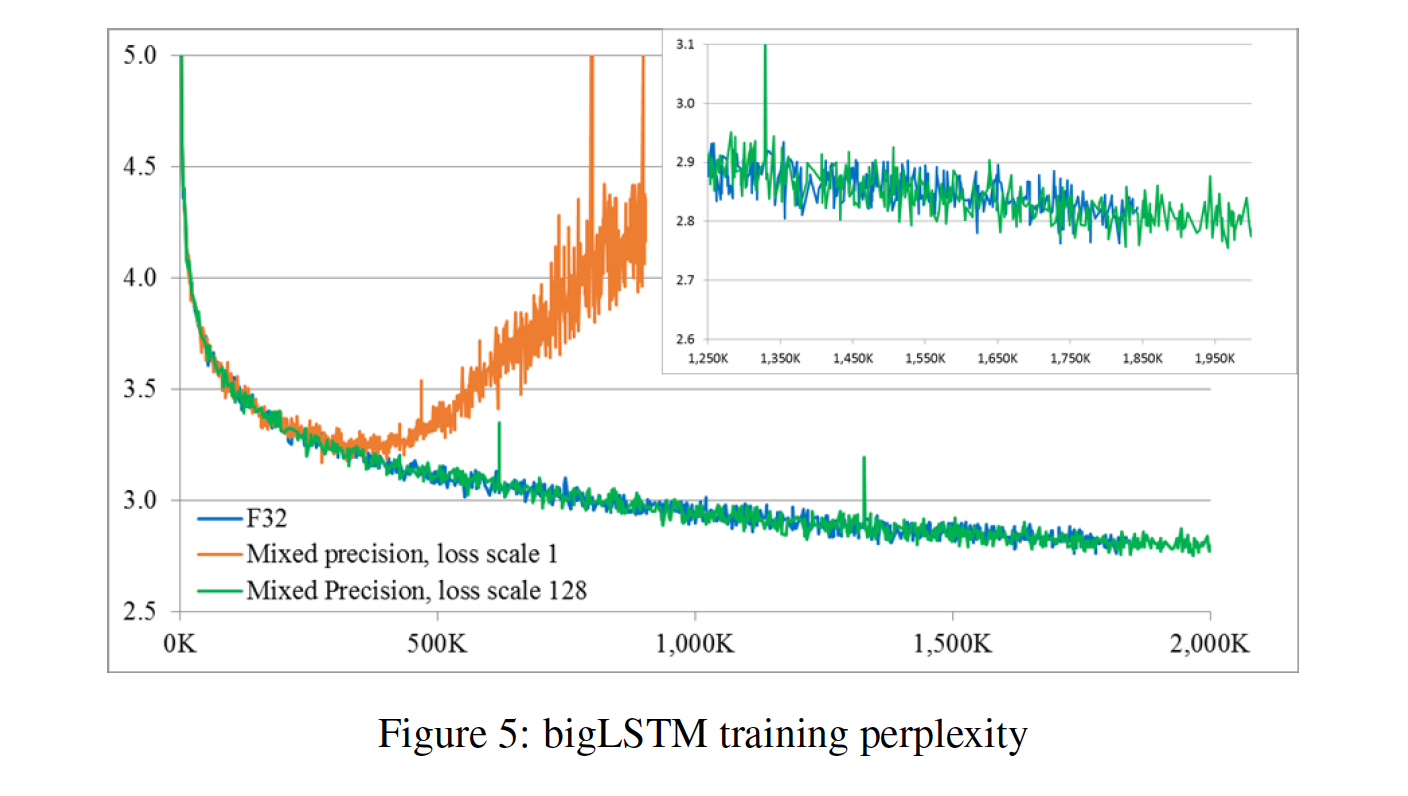 5.0
4.5
4.0
3.5
3.0
2.5
0K 500K 1,000K 1,500K 2,000K
F32
Mixed precision, loss scale 1
Mixed Precision, loss scale 128
3.1
3.0
2.9
2.8
2.7
2.6
1,250K 1,350K 1,450K 1,550K 1,650K 1,750K 1,850K 1,950K
Figure 5: bigLSTM training perplexity